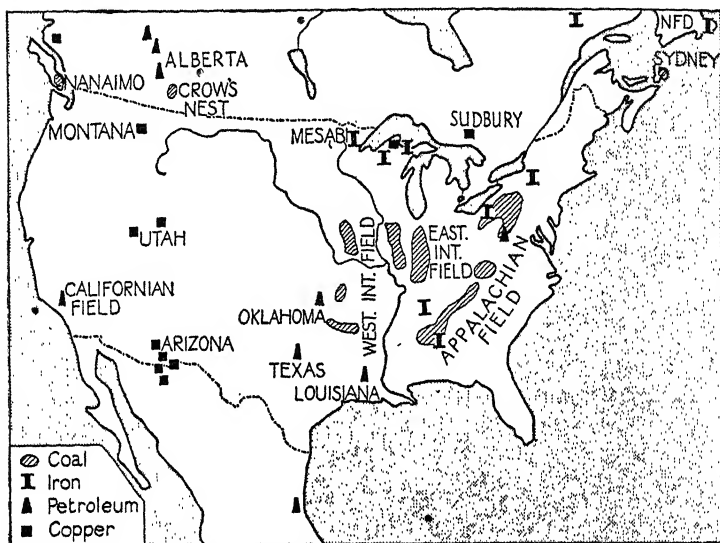 NFD
SYDNEY
ALBERTA
NANAIMO
CROW'S
NEST
MONTANA
MESABI
SUDBURY
UTAH
WEST. INT. FIELD
EAST.
INT.
FIELD
APPALACHIAN
FIELD
CALIFORNIAN
FIELD
OKLAHOMA
ARIZONA
TEXAS
LOUISIANA
Coal
Iron
Petroleum
Copper